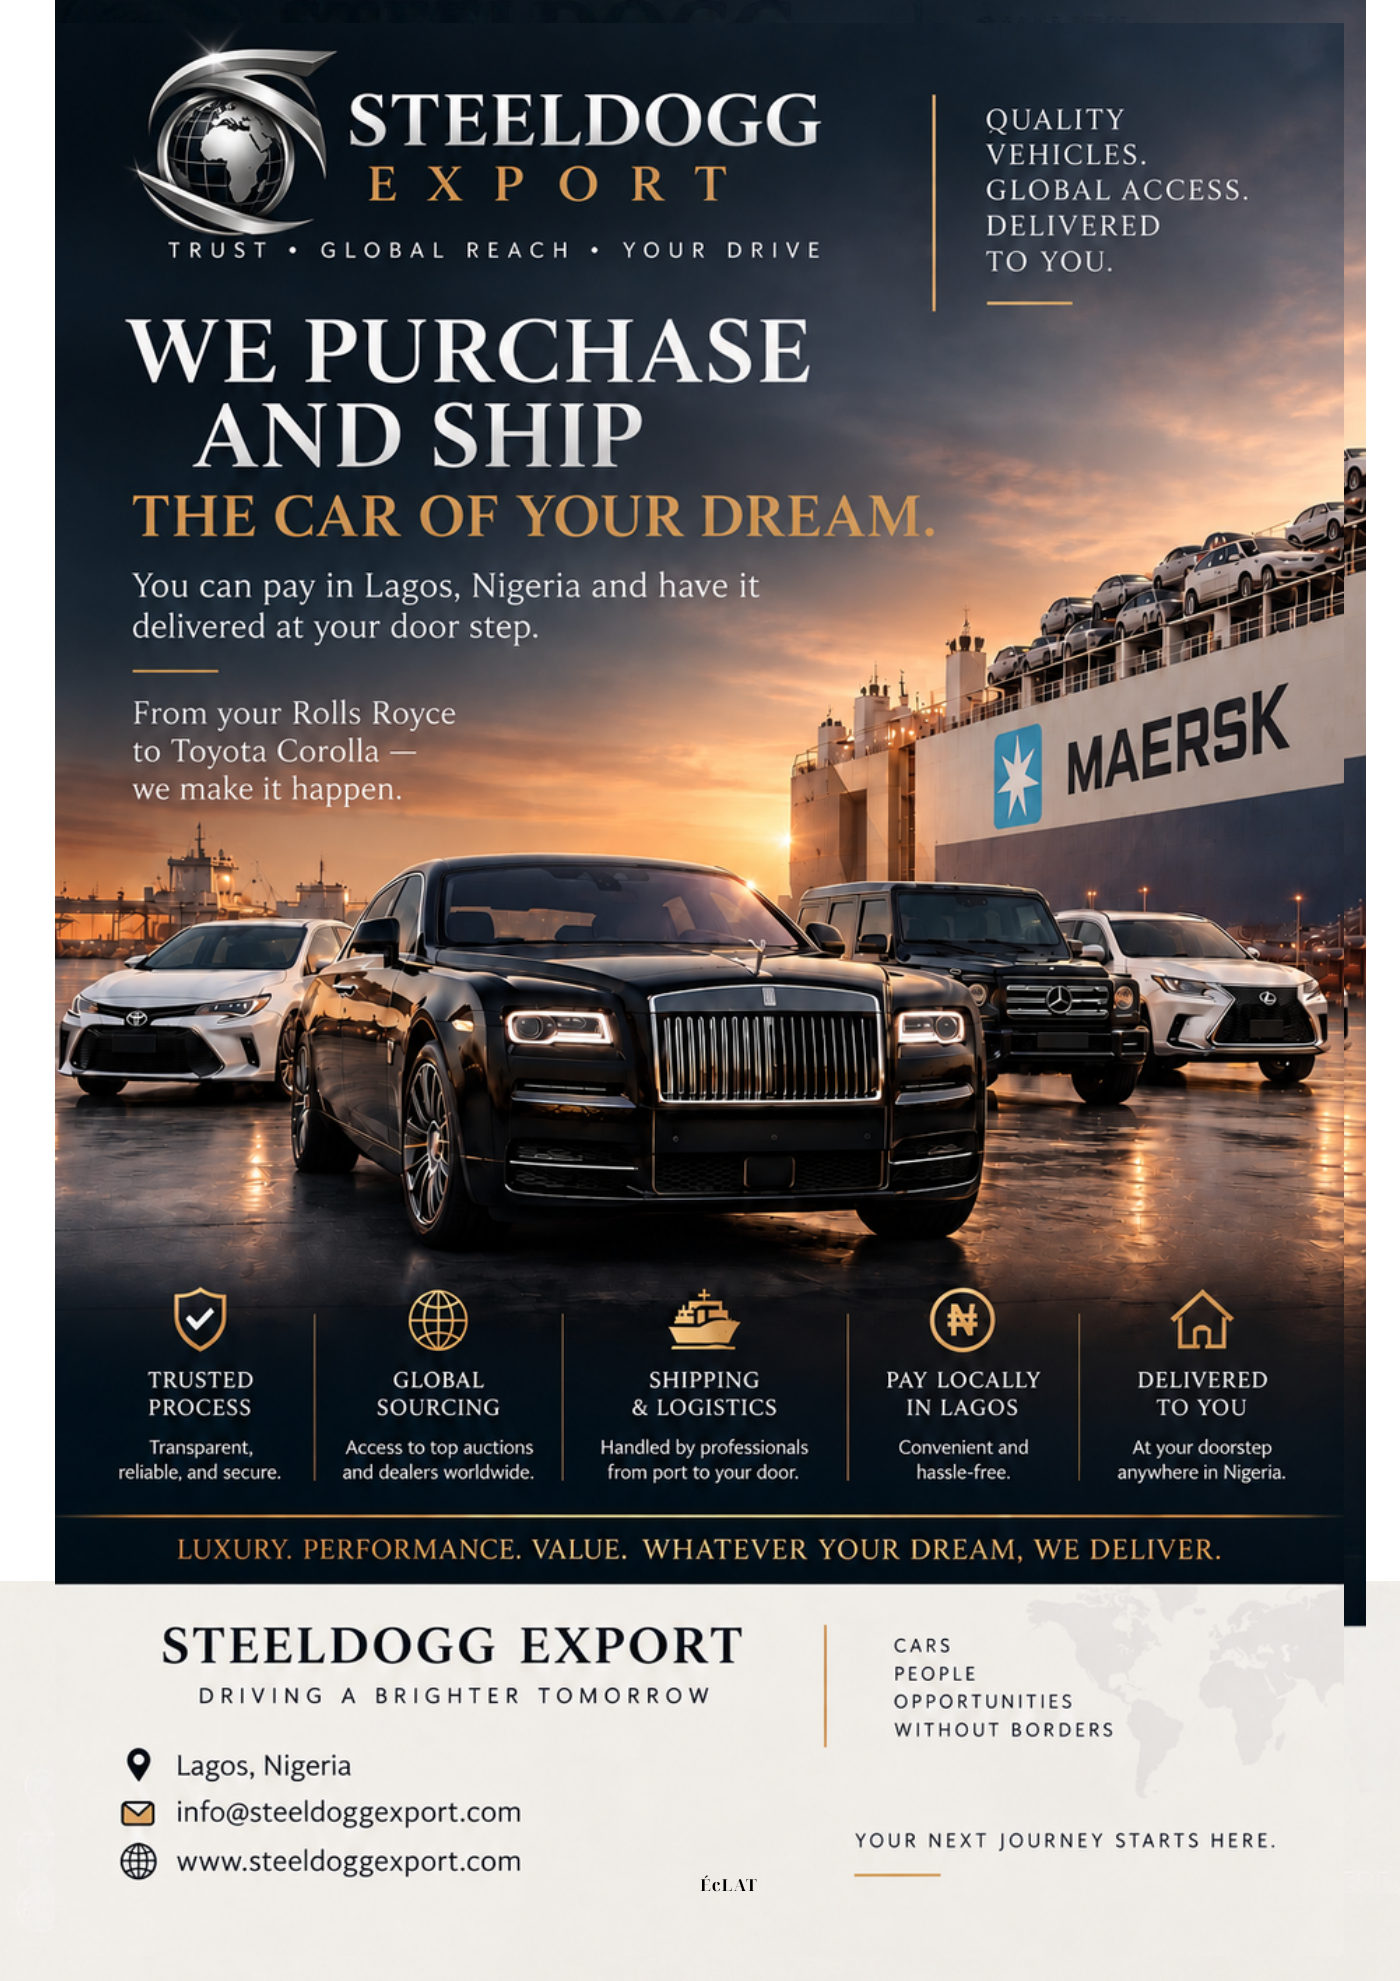 STEELDOGG
EXPORT
TRUST • GLOBAL REACH • YOUR DRIVE
QUALITY
VEHICLES.
GLOBAL ACCESS.
DELIVERED
TO YOU.
WE PURCHASE
AND SHIP
THE CAR OF YOUR DREAM.
You can pay in Lagos, Nigeria and have it
delivered at your door step.
From your Rolls Royce
to Toyota Corolla —
we make it happen.
MAERSK
TRUSTED
PROCESS
Transparent,
reliable, and secure.
GLOBAL
SOURCING
Access to top auctions
and dealers worldwide.
SHIPPING
& LOGISTICS
Handled by professionals
from port to your door.
₦
PAY LOCALLY
IN LAGOS
Convenient and
hassle-free.
DELIVERED
TO YOU
At your doorstep
anywhere in Nigeria.
LUXURY. PERFORMANCE. VALUE. WHATEVER YOUR DREAM, WE DELIVER.
STEELDOGG EXPORT
DRIVING A BRIGHTER TOMORROW
Lagos, Nigeria
info@steeldoggexport.com
www.steeldoggexport.com
CARS
PEOPLE
OPPORTUNITIES
WITHOUT BORDERS
YOUR NEXT JOURNEY STARTS HERE.
ÉcLAT